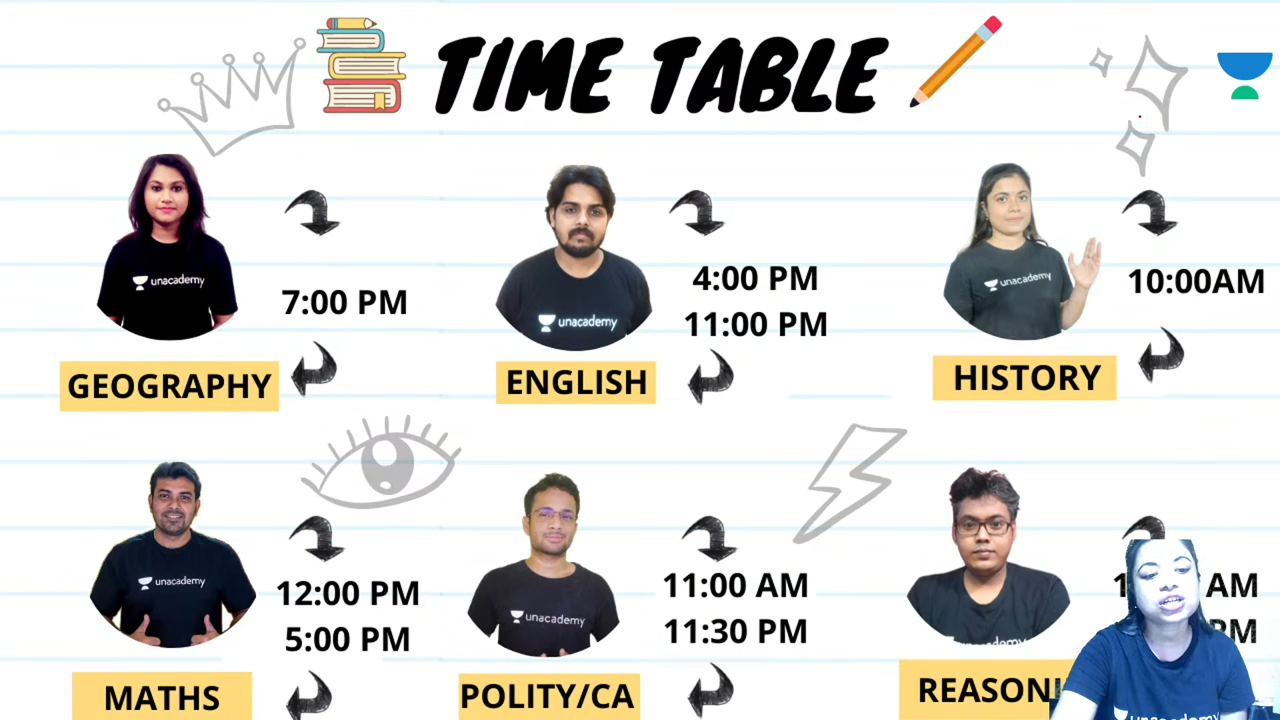 TIME TABLE
unacademy
7:00 PM
GEOGRAPHY
unacademy
4:00 PM
11:00 PM
ENGLISH
unacademy
10:00AM
HISTORY
unacademy
12:00 PM
5:00 PM
MATHS
unacademy
11:00 AM
11:30 PM
POLITY/CA
unacademy
AM
PM
unacademy